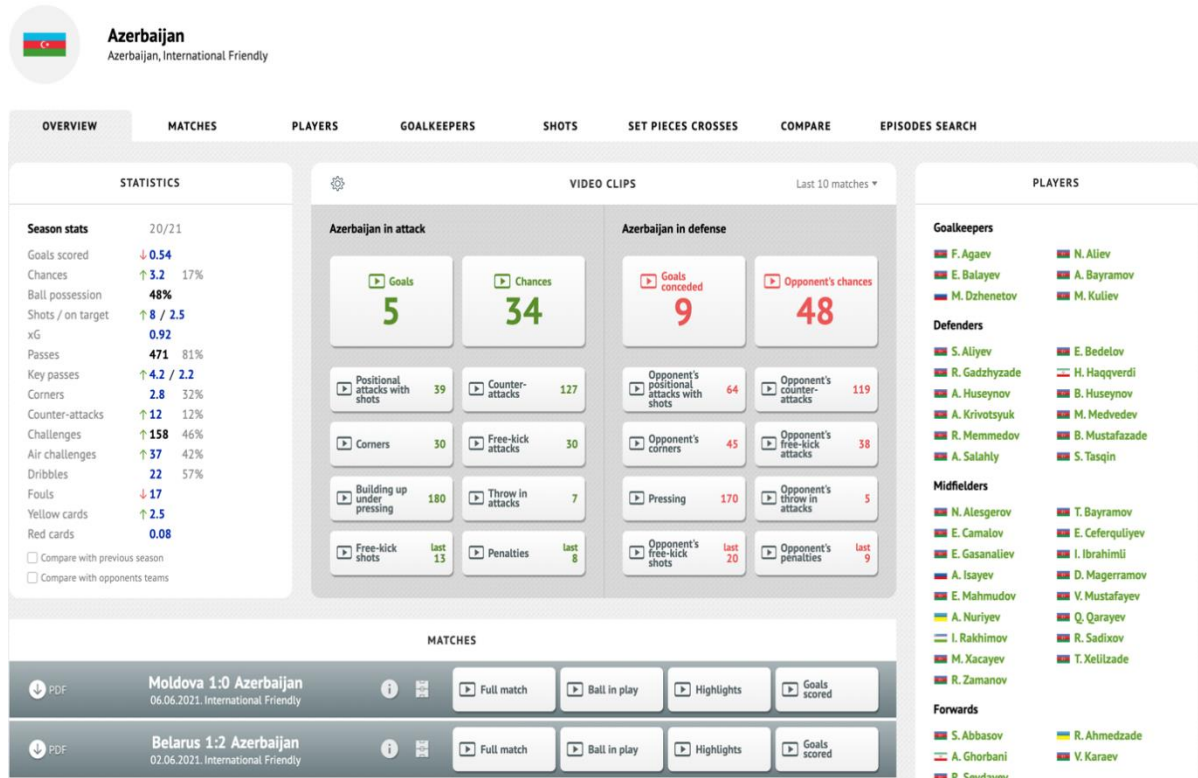 Azerbaijan
Azerbaijan, International Friendly
OVERVIEW MATCHES PLAYERS GOALKEEPERS SHOTS SET PIECES CROSSES COMPARE EPISODES SEARCH
STATISTICS
Season stats 20/21
Goals scored ↓ 0.54
Chances ↑ 3.2 17%
Ball possession 48%
Shots / on target ↑ 8 / 2.5
xG 0.92
Passes 471 81%
Key passes ↑ 4.2 / 2.2
Corners 2.8 32%
Counter-attacks ↑ 12 12%
Challenges ↑ 158 46%
Air challenges ↑ 37 42%
Dribbles 22 57%
Fouls ↓ 17
Yellow cards ↑ 2.5
Red cards 0.08
Compare with previous season
Compare with opponents teams
VIDEO CLIPS Last 10 matches
Azerbaijan in attack
Goals
5
Chances
34
Positional
attacks with
shots
39
Counter-
attacks
127
Corners 30
Free-kick
attacks
30
Building up
under
pressing
180
Throw in
attacks
7
Free-kick
shots
last
13
Penalties
last
8
Azerbaijan in defense
Goals
conceded
9
Opponent's chances
48
Opponent's
positional
attacks with
shots
64
Opponent's
counter-
attacks
119
Opponent's
corners
45
Opponent's
free-kick
attacks
38
Pressing 170
Opponent's
throw in
attacks
5
Opponent's
free-kick
shots
last
20
Opponent's
penalties
last
9
PLAYERS
Goalkeepers
F. Agaev N. Aliev
E. Balayev A. Bayramov
M. Dzhenetov M. Kuliev
Defenders
S. Aliyev E. Bedelov
R. Gadzhyzade H. Haqqverdi
A. Huseynov B. Huseynov
A. Krivotsyuk M. Medvedev
R. Memmedov B. Mustafazade
A. Salahly S. Tasqin
Midfielders
N. Alesgerov T. Bayramov
E. Camalov E. Ceferquliyev
E. Gasanaliev I. Ibrahimli
A. Isayev D. Magerramov
E. Mahmudov V. Mustafayev
A. Nuriyev Q. Qarayev
I. Rakhimov R. Sadixov
M. Xacayev T. Xelilzade
R. Zamanov
Forwards
S. Abbasov R. Ahmedzade
A. Ghorbani V. Karaev
R. Seydayev
MATCHES
PDF
Moldova 1:0 Azerbaijan
06.06.2021. International Friendly
i
Full match
Ball in play
Highlights
Goals
scored
PDF
Belarus 1:2 Azerbaijan
02.06.2021. International Friendly
i
Full match
Ball in play
Highlights
Goals
scored